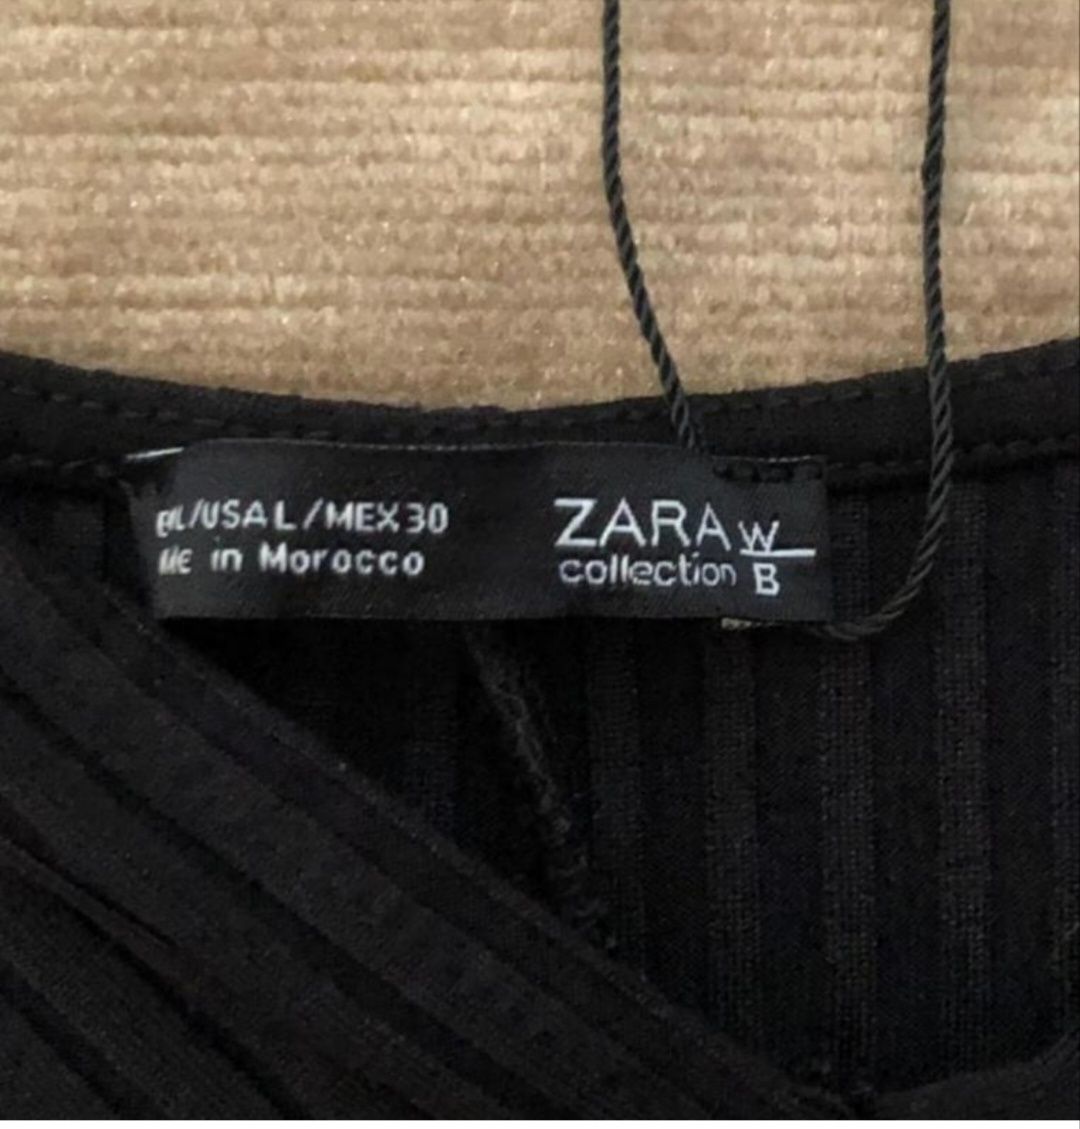 L/USA L/MEX 30
in Morocco
ZARA W
collection B